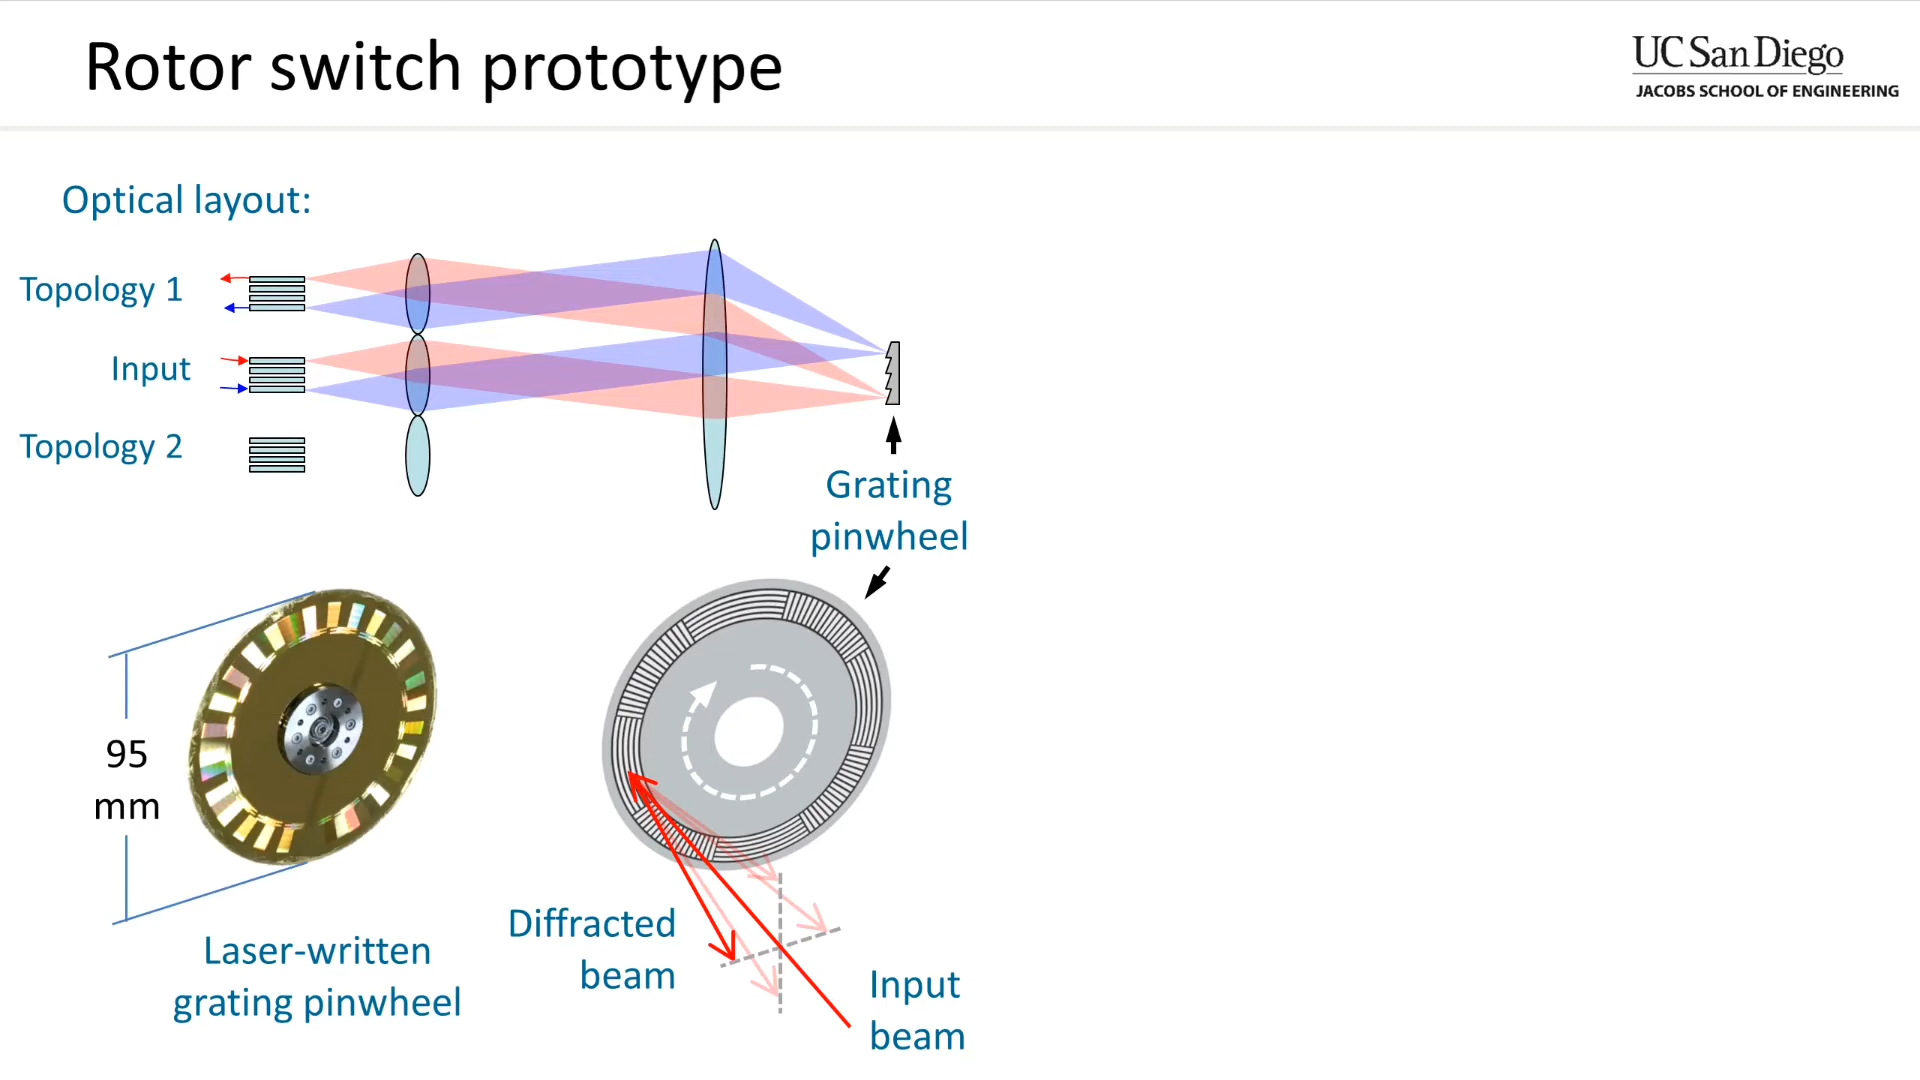 Rotor switch prototype
UC San Diego
JACOBS SCHOOL OF ENGINEERING
Optical layout:
Topology 1
Input
Topology 2
Grating
pinwheel
95
mm
Laser-written
grating pinwheel
Diffracted
beam
Input
beam